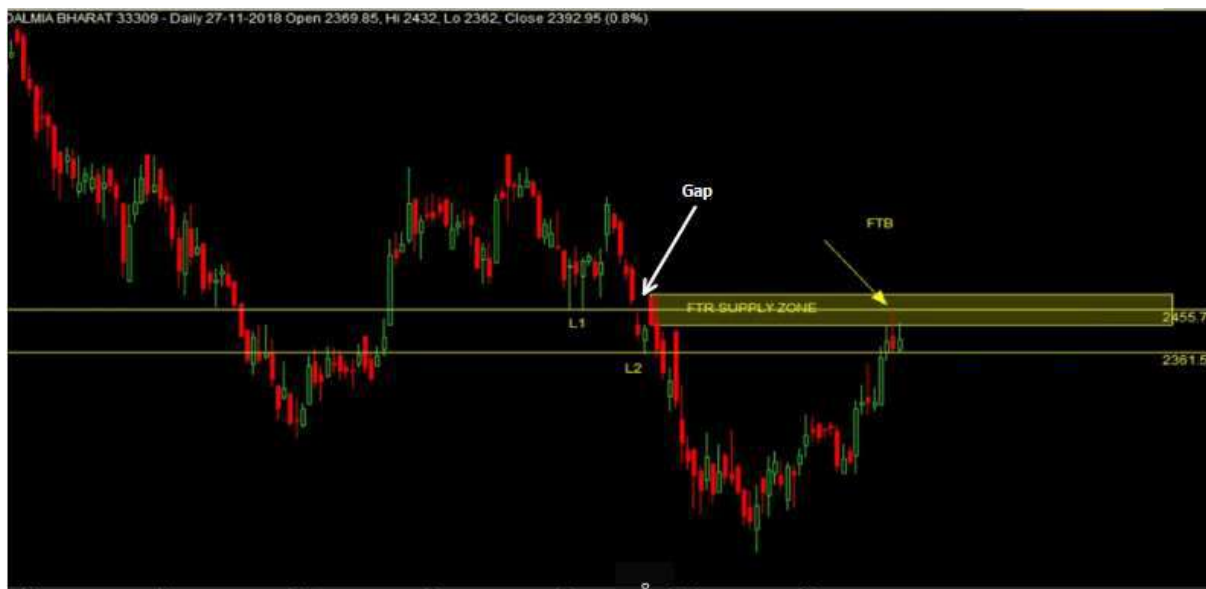 DALMIA BHARAT 33309 - Daily 27-11-2018 Open 2369.85, Hi 2432, Lo 2362, Close 2392.95 (0.8%)
Gap
FTB
FTR SUPPLY ZONE
2455.7
L1
2361.5
L2
8